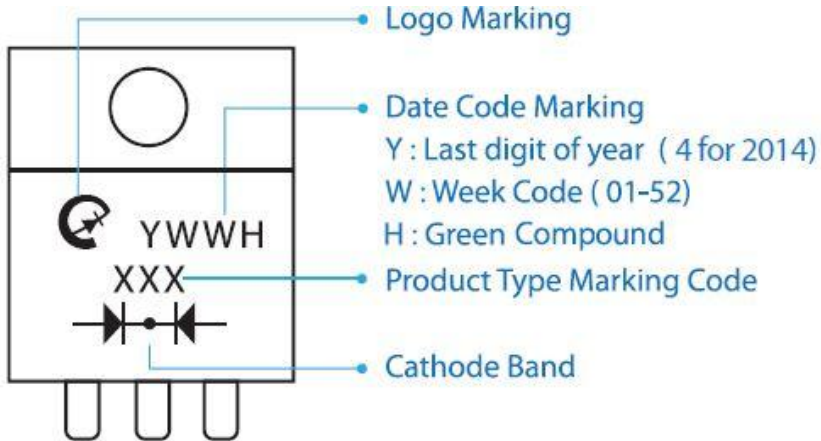 Logo Marking
Date Code Marking
Y : Last digit of year ( 4 for 2014)
W : Week Code ( 01-52)
H : Green Compound
YWWH
XXX
Product Type Marking Code
Cathode Band